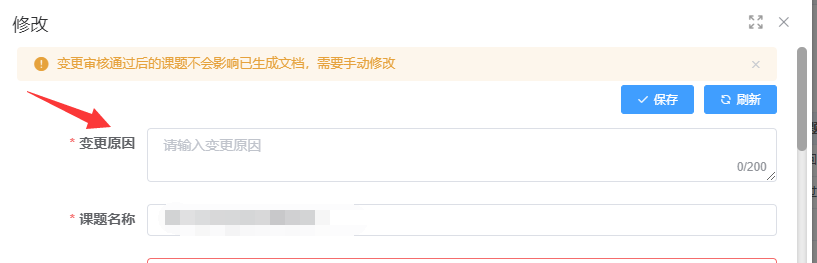 修改
变更审核通过后的课题不会影响已生成文档，需要手动修改
保存 刷新
* 变更原因
请输入变更原因
0/200
* 课题名称